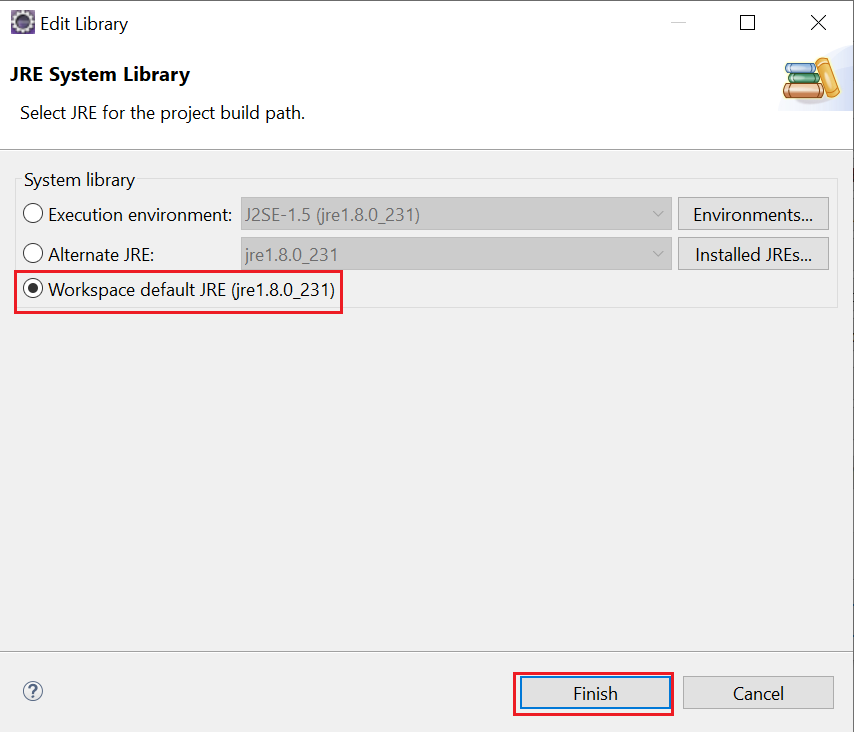 Edit Library
JRE System Library
Select JRE for the project build path.
System library
Execution environment: J2SE-1.5 (jre1.8.0_231) Environments...
Alternate JRE: jre1.8.0_231 Installed JREs...
Workspace default JRE (jre1.8.0_231)
? Finish Cancel